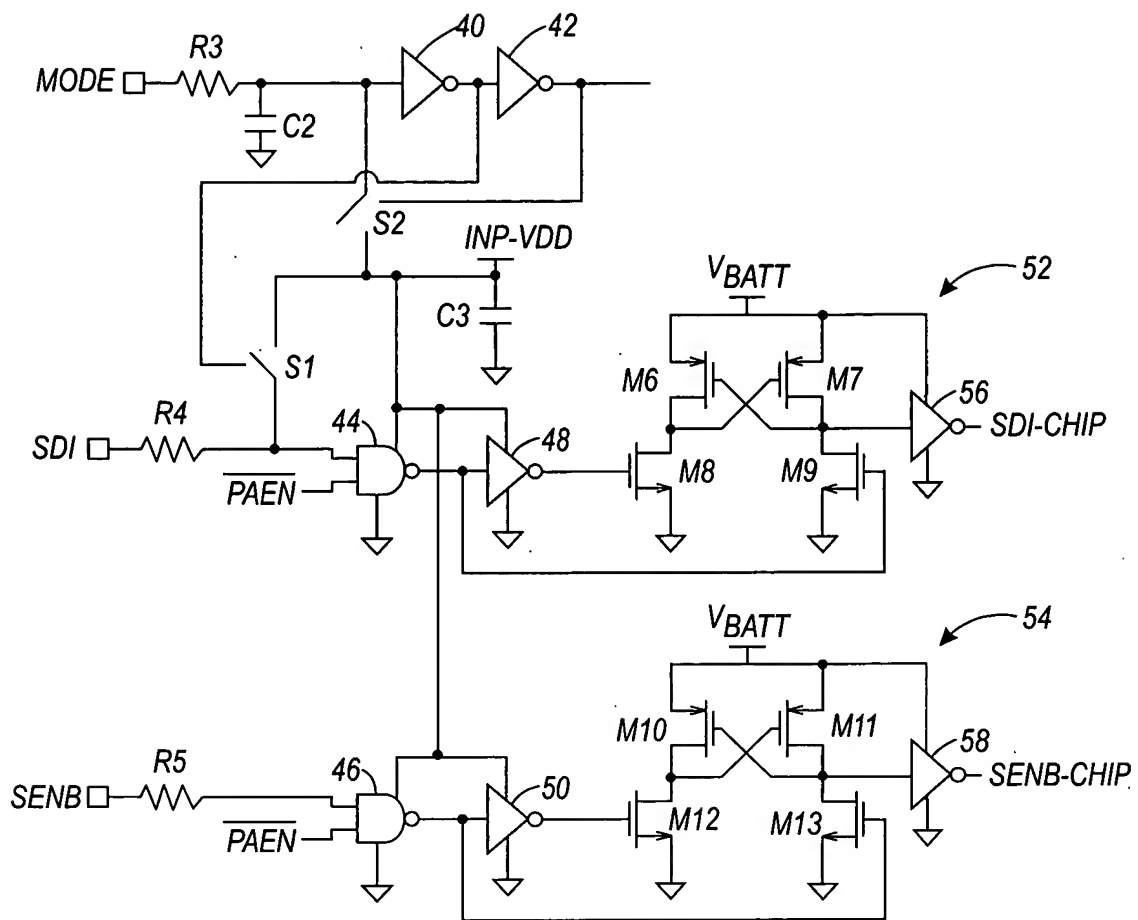 40
42
R3
MODE
C2
S2
INP-VDD
V_BATT
52
C3
S1
M6
M7
56
R4
44
48
SDI
SDI-CHIP
PAEN
M8
M9
V_BATT
54
M10
M11
58
R5
46
50
SENB
SENB-CHIP
PAEN
M12
M13